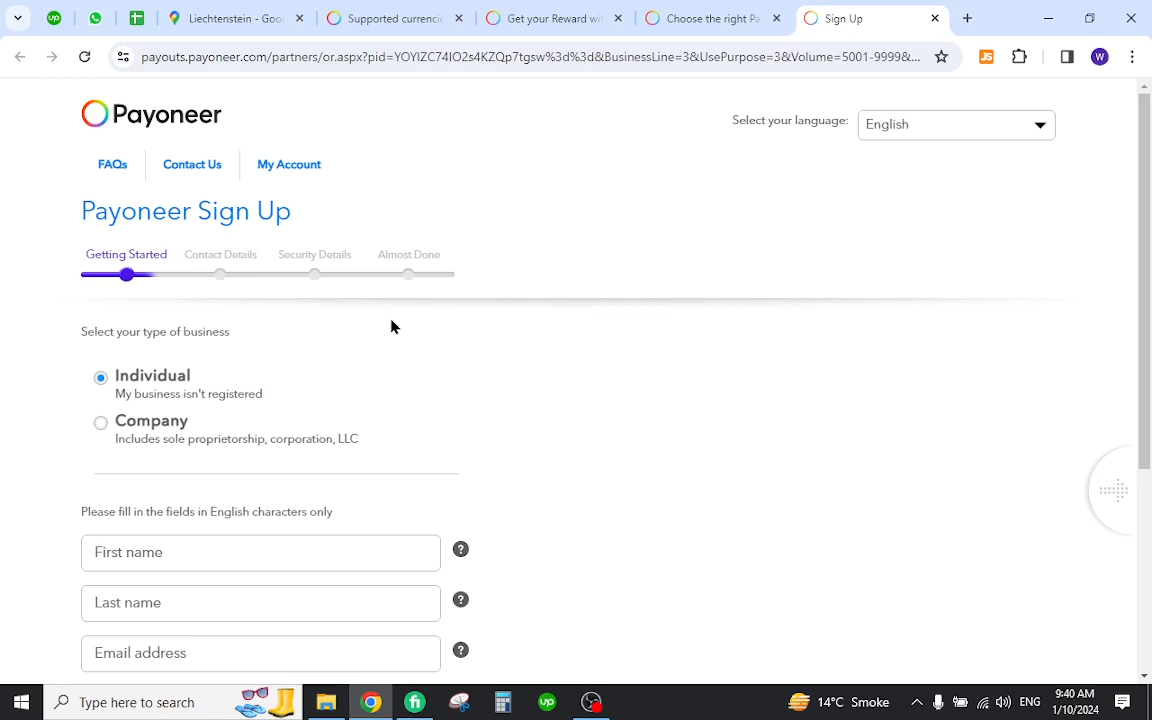 Liechtenstein - Goo
Supported currencie
Get your Reward wi
Choose the right Pa
Sign Up
payouts.payoneer.com/partners/or.aspx?pid=YOYIZC74IO2s4KZQp7tgsw%3d%3d&BusinessLine=3&UsePurpose=3&Volume=5001-9999&...
JS
W
Payoneer
Select your language:
English
FAQs
Contact Us
My Account
Payoneer Sign Up
Getting Started
Contact Details
Security Details
Almost Done
Select your type of business
Individual
My business isn't registered
Company
Includes sole proprietorship, corporation, LLC
Please fill in the fields in English characters only
First name
?
Last name
?
Email address
?
Type here to search
fi
up
14°C Smoke
ENG
9:40 AM
1/10/2024